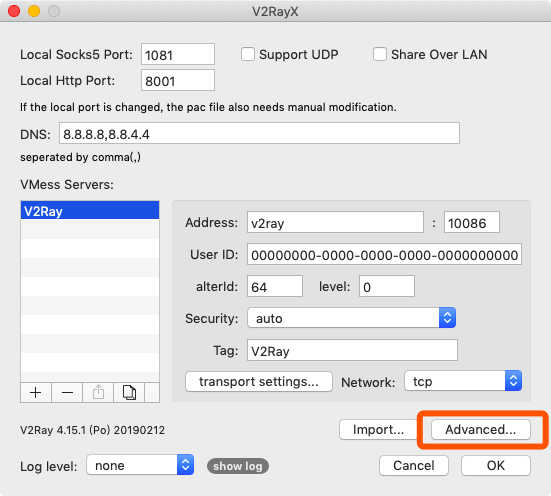 V2RayX
Local Socks5 Port: 1081 Support UDP Share Over LAN
Local Http Port: 8001
If the local port is changed, the pac file also needs manual modification.
DNS: 8.8.8.8,8.8.4.4
seperated by comma(,)
VMess Servers:
V2Ray
Address: v2ray : 10086
User ID: 00000000-0000-0000-0000-0000000000
alterId: 64 level: 0
Security: auto
Tag: V2Ray
transport settings... Network: tcp
V2Ray 4.15.1 (Po) 20190212 Import... Advanced...
Log level: none show log Cancel OK